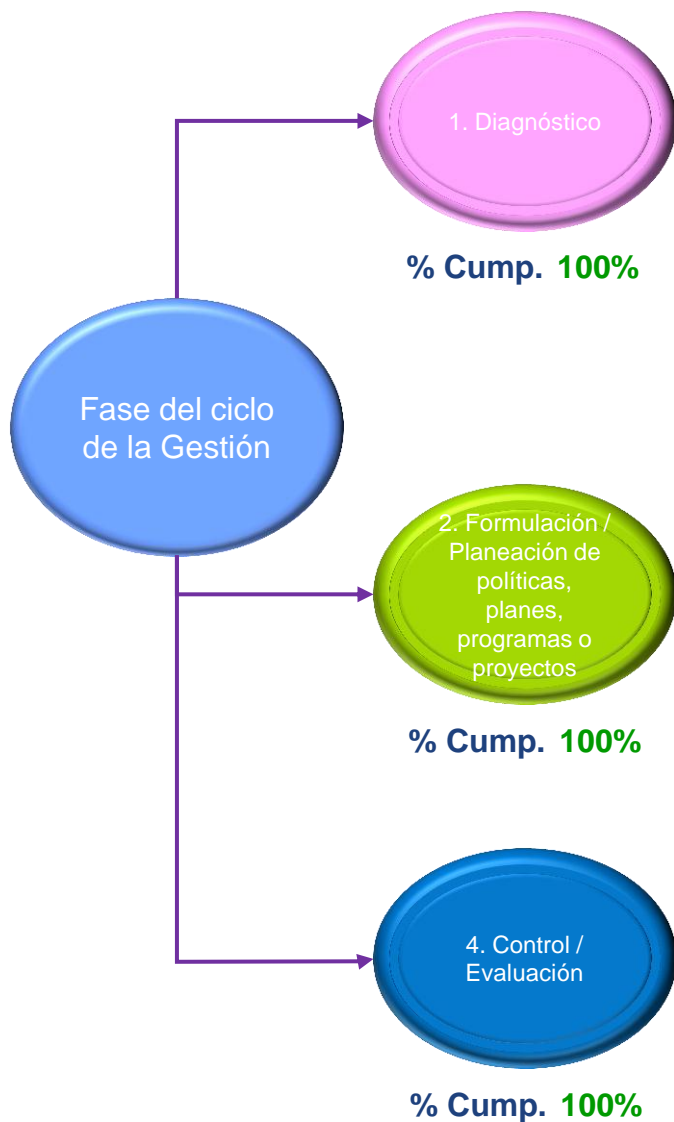 1. Diagnóstico
% Cump. 100%
Fase del ciclo
de la Gestión
2. Formulación /
Planeación de
políticas,
planes,
programas o
proyectos
% Cump. 100%
4. Control /
Evaluación
% Cump. 100%